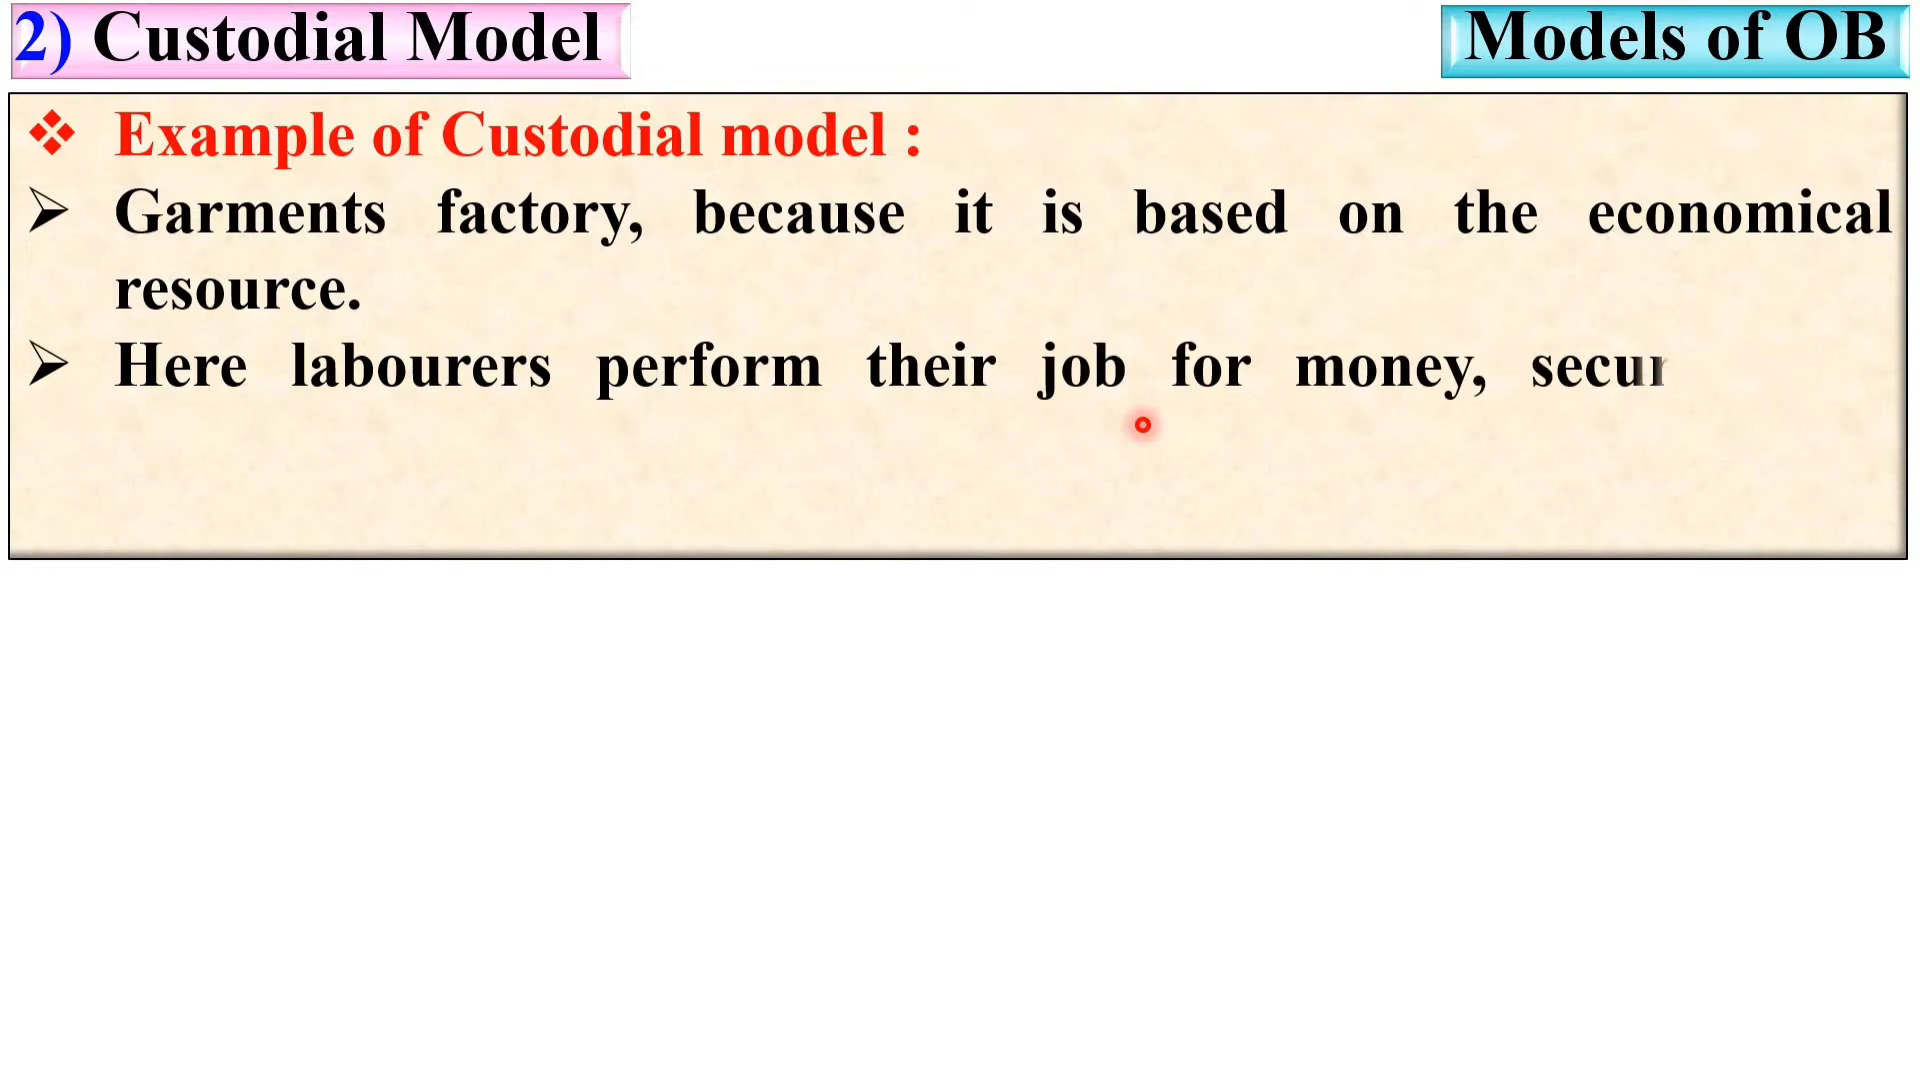 2) Custodial Model
Models of OB
Example of Custodial model :
Garments factory, because it is based on the economical
resource.
Here labourers perform their job for money, secur